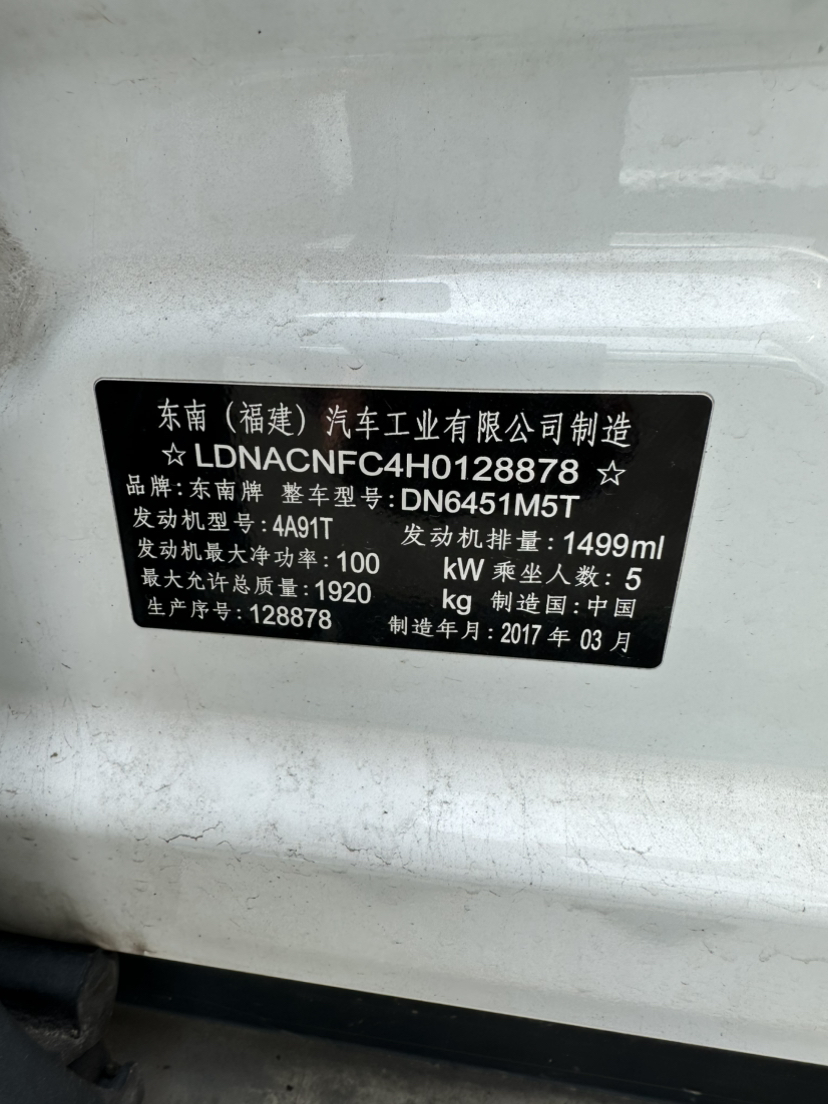 东南（福建）汽车工业有限公司制造
☆ LDNACNFC4H0128878 ☆
品牌:东南牌 整车型号:DN6451M5T
发动机型号:4A91T 发动机排量:1499ml
发动机最大净功率:100 kW 乘坐人数:5
最大允许总质量:1920 kg 制造国:中国
生产序号:128878 制造年月:2017年03月